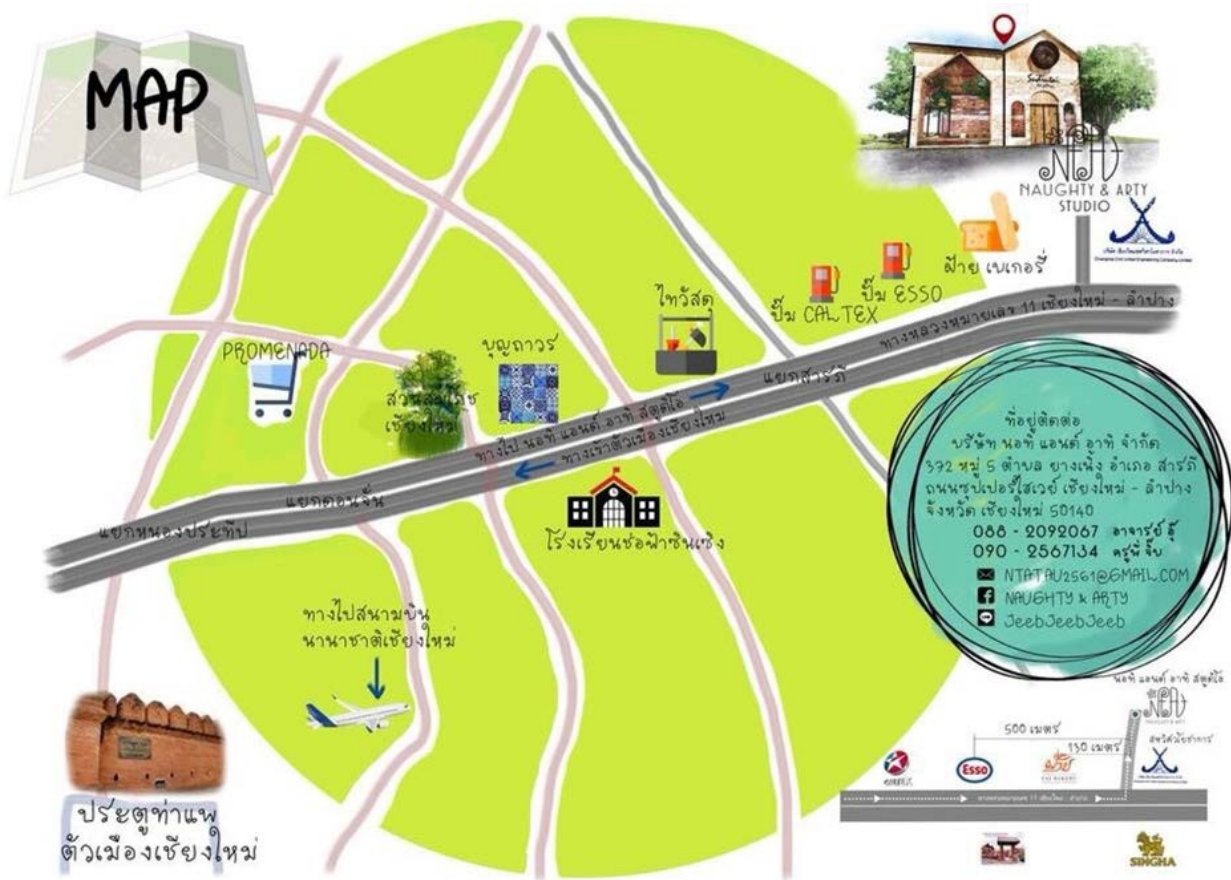 MAP
NAUGHTY & ARTY
STUDIO
ฝ้าย เบเกอรี่
ปั๊ม ESSO
ปั๊ม CALTEX
ไทวัสดุ
ทางหลวงหมายเลข 11 เชียงใหม่ - ลำปาง
แยกสารภี
PROMENADA
บุญถาวร
เชียงใหม่
ทางไป นอทิ แอนด์ อาทิ สตูดิโอ
ทางเข้าตัวเมืองเชียงใหม่
แยกดอนจั่น
แยกหนองประทีป
โรงเรียนช่อฟ้าซินเซิง
ทางไปสนามบิน
นานาชาติเชียงใหม่
ประตูท่าแพ
ตัวเมืองเชียงใหม่
ที่อยู่ติดต่อ
บริษัท นอทิ แอนด์ อาทิ จำกัด
372 หมู่ 5 ตำบล ยางเนิ้ง อำเภอ สารภี
ถนนซุปเปอร์ไฮเวย์ เชียงใหม่ - ลำปาง
จังหวัด เชียงใหม่ 50140
088 - 2092067 อาจารย์ อู๋
090 - 2567134 ครูพี่ จี๊บ
NTATAU2561@GMAIL.COM
NAUGHTY & ARTY
JeebJeebJeeb
นอทิ แอนด์ อาทิ สตูดิโอ
500 เมตร
130 เมตร
Esso
SINGHA